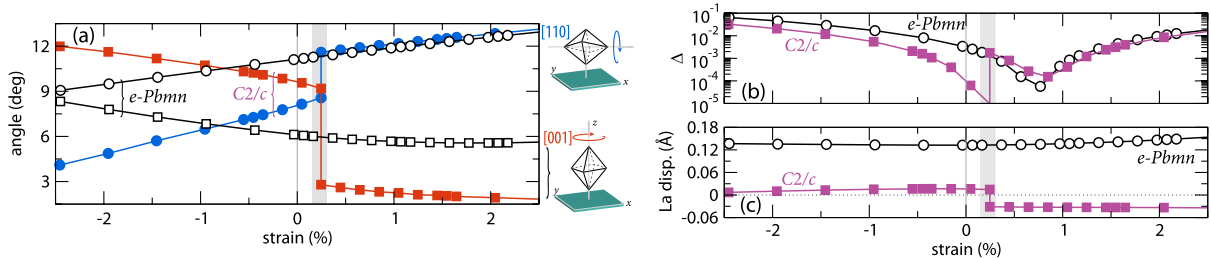 (a)
angle (deg)
12
9
6
3
-2
-1
0
1
2
strain (%)
e-Pbmn
C2/c
[110]
y
x
[001]
z
y
x
10⁻¹
10⁻²
10⁻³
10⁻⁴
10⁻⁵
Δ
e-Pbmn
C2/c
(b)
0.18
0.12
0.06
0
-0.06
La disp. (Å)
e-Pbmn
C2/c
(c)
-2
-1
0
1
2
strain (%)